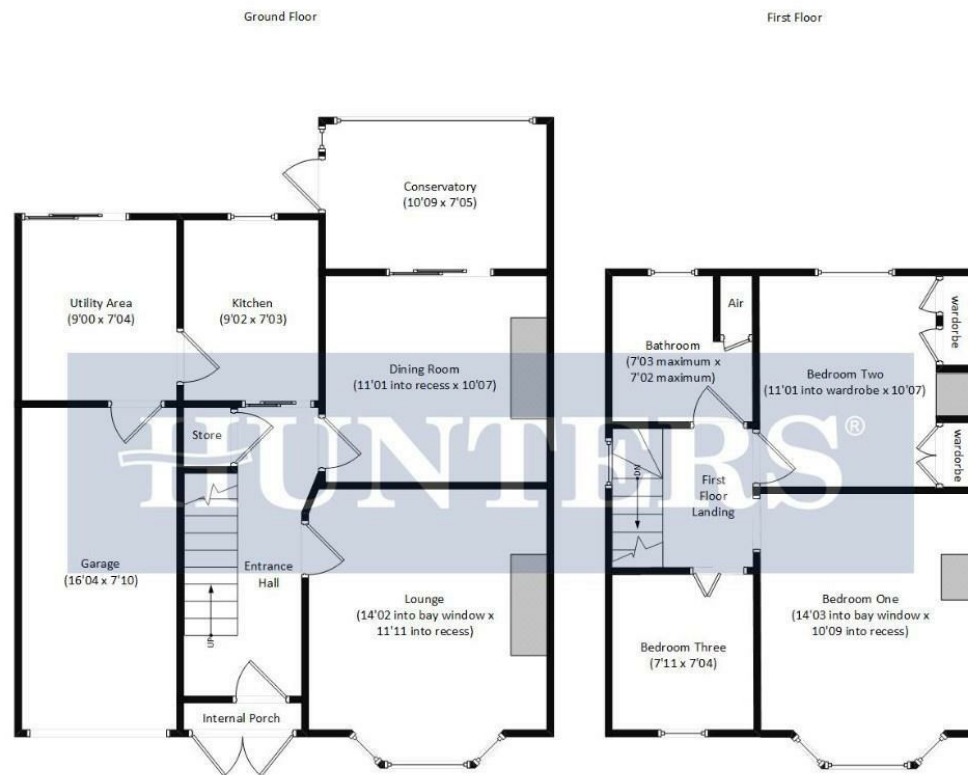 Ground Floor
First Floor
Conservatory
(10'09 x 7'05)
Utility Area
(9'00 x 7'04)
Kitchen
(9'02 x 7'03)
Dining Room
(11'01 into recess x 10'07)
Store
HUNTERS®
Garage
(16'04 x 7'10)
Entrance
Hall
UP
Lounge
(14'02 into bay window x
11'11 into recess)
Internal Porch
Air
Bathroom
(7'03 maximum x
7'02 maximum)
Bedroom Two
(11'01 into wardrobe x 10'07)
wardorbe
wardorbe
DN
First
Floor
Landing
Bedroom One
(14'03 into bay window x
10'09 into recess)
Bedroom Three
(7'11 x 7'04)